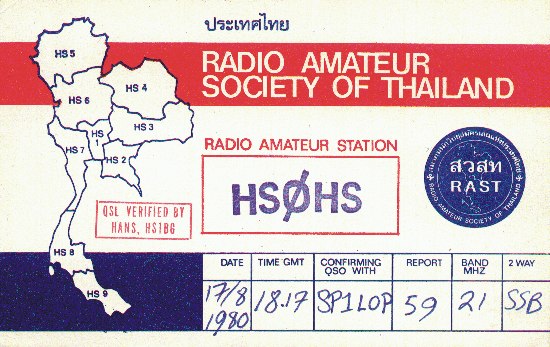 ประเทศไทย
RADIO AMATEUR
SOCIETY OF THAILAND
HS 5
HS 4
HS 6
HS 3
HS 1
HS 7
HS 2
HS 8
HS 9
RADIO AMATEUR STATION
HSØHS
QSL VERIFIED BY
HANS, HS1BG
สวสท
RAST
RADIO AMATEUR SOCIETY OF THAILAND
DATE TIME GMT CONFIRMING QSO WITH REPORT BAND MHZ 2 WAY
17/8 1980 18.17 SP1LOP 59 21 SSB